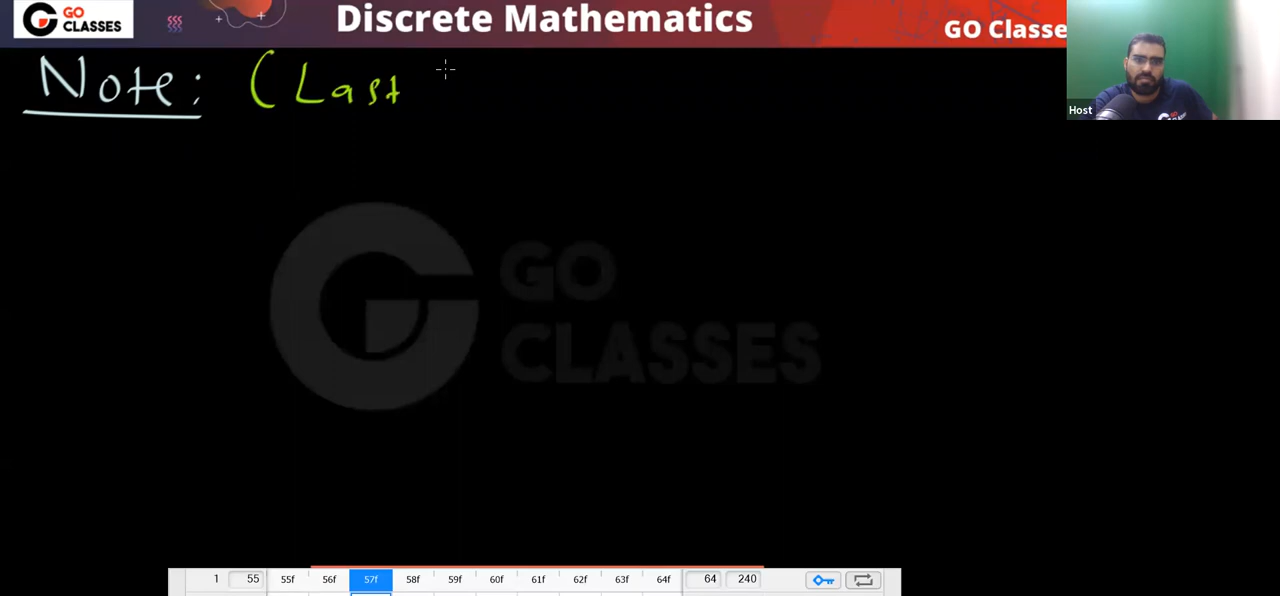 GO CLASSES
Discrete Mathematics
GO Classe
Note: (Last
Host
GO CLASSES
1 55 55f 56f 57f 58f 59f 60f 61f 62f 63f 64f 64 240